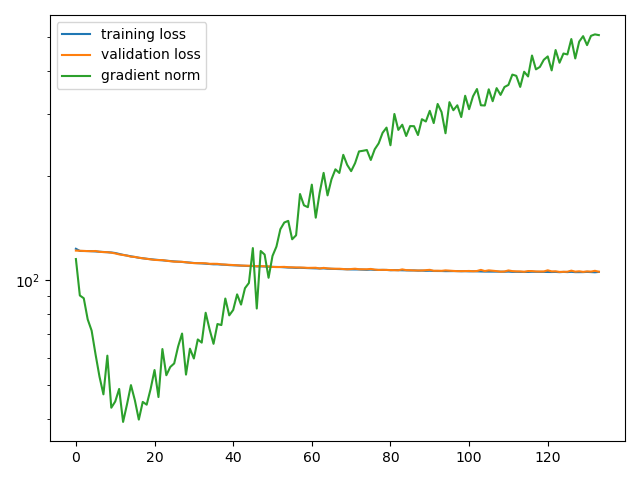 training loss
validation loss
gradient norm
10²
0 20 40 60 80 100 120